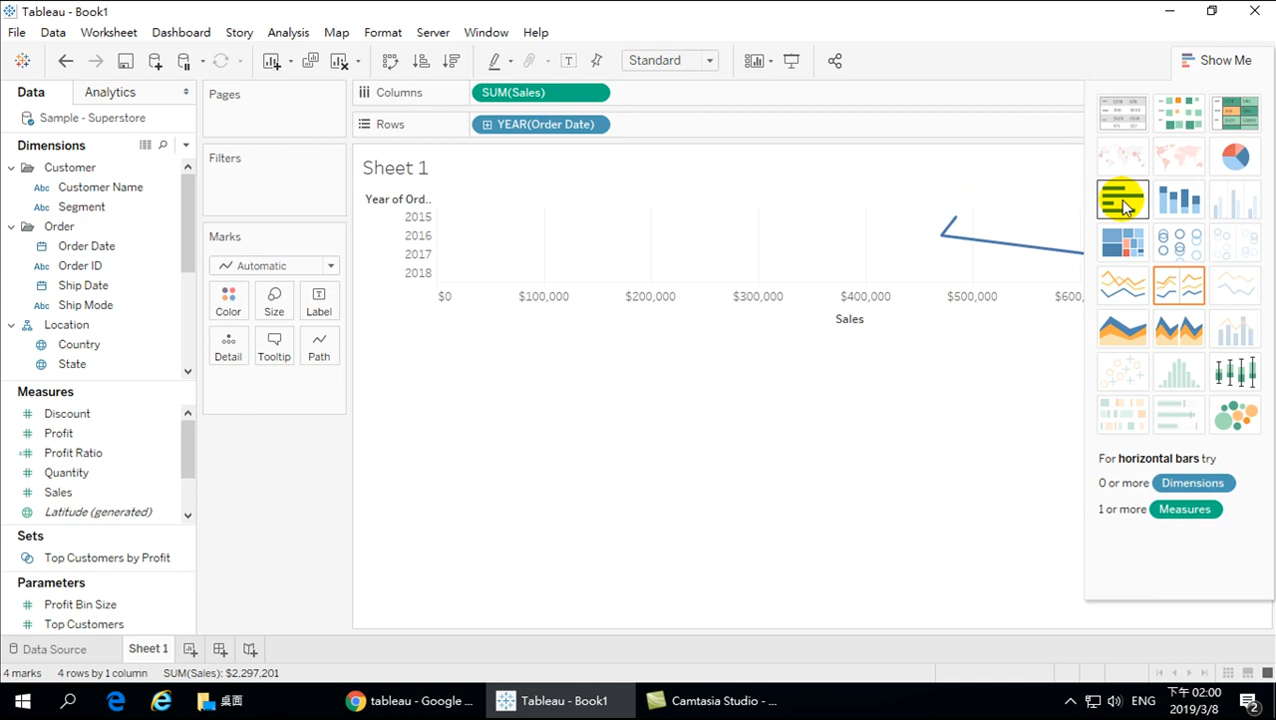 Tableau - Book1
File Data Worksheet Dashboard Story Analysis Map Format Server Window Help
Standard
Show Me
Data
Analytics
Sample - Superstore
Dimensions
Customer
Abc Customer Name
Abc Segment
Order
Order Date
Abc Order ID
Ship Date
Abc Ship Mode
Location
Country
State
Measures
Discount
Profit
Profit Ratio
Quantity
Sales
Latitude (generated)
Sets
Top Customers by Profit
Parameters
Profit Bin Size
Top Customers
Pages
Filters
Marks
Automatic
Color Size Label
Detail Tooltip Path
Columns SUM(Sales)
Rows YEAR(Order Date)
Sheet 1
Year of Ord..
2015
2016
2017
2018
$0 $100,000 $200,000 $300,000 $400,000 $500,000 $600,
Sales
For horizontal bars try
0 or more Dimensions
1 or more Measures
Data Source Sheet 1
4 marks 4 rows by 1 column SUM(Sales): $2,297,201
桌面
tableau - Google ...
Tableau - Book1
Camtasia Studio - ...
ENG
下午 02:00
2019/3/8
2